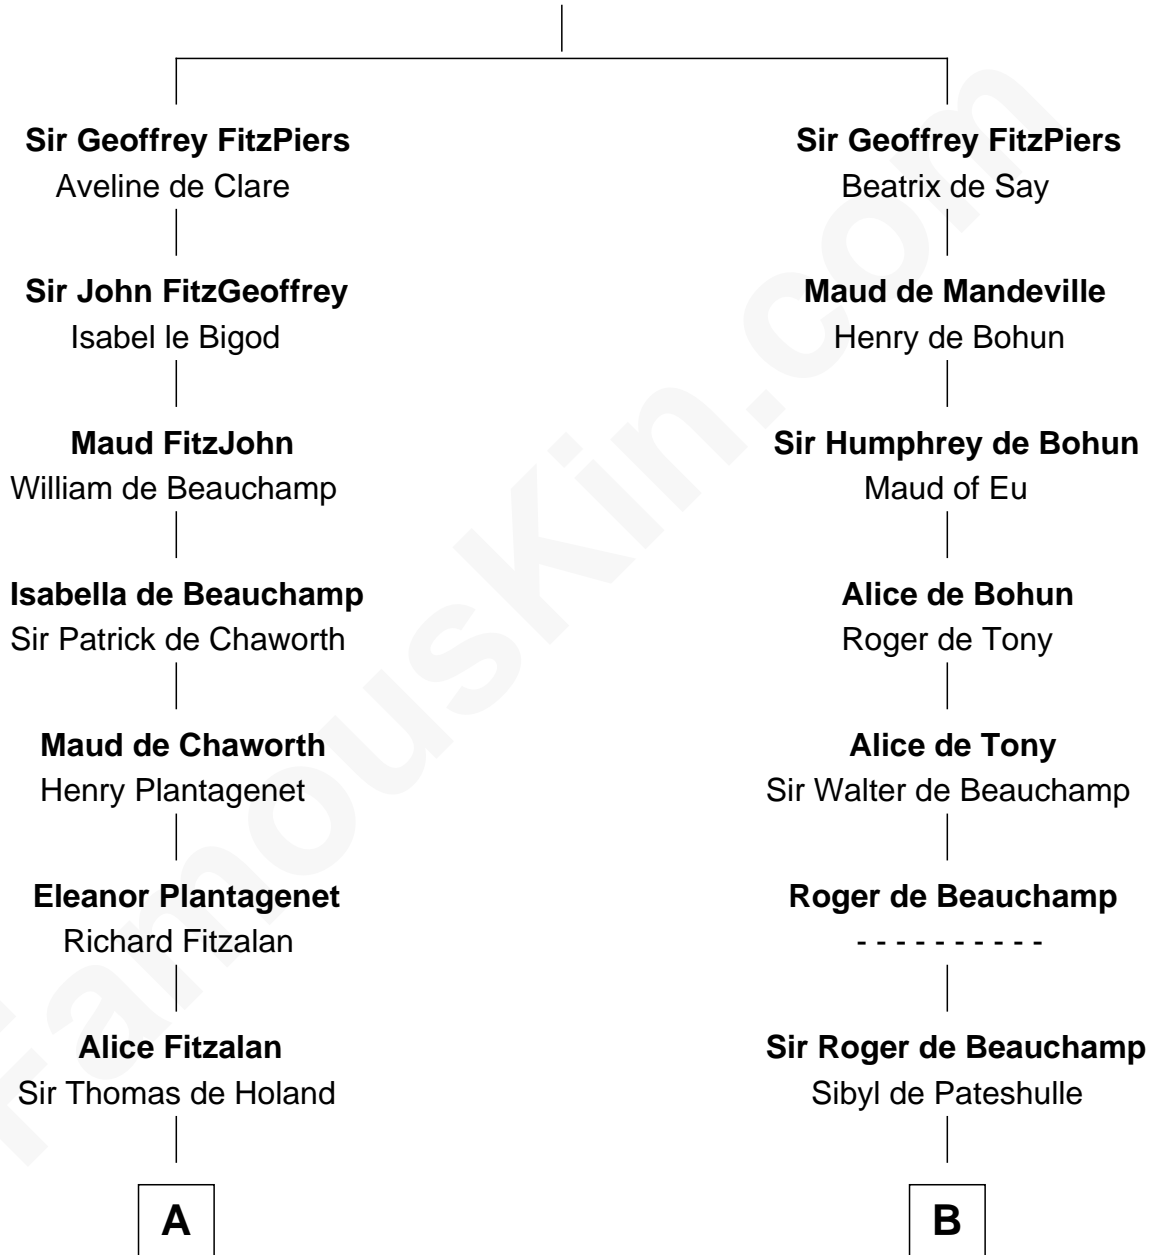 Sir Geoffrey FitzPiers
Aveline de Clare
Sir John FitzGeoffrey
Isabel le Bigod
Maud FitzJohn
William de Beauchamp
Isabella de Beauchamp
Sir Patrick de Chaworth
Maud de Chaworth
Henry Plantagenet
Eleanor Plantagenet
Richard Fitzalan
Alice Fitzalan
Sir Thomas de Holand
A
Sir Geoffrey FitzPiers
Beatrix de Say
Maud de Mandeville
Henry de Bohun
Sir Humphrey de Bohun
Maud of Eu
Alice de Bohun
Roger de Tony
Alice de Tony
Sir Walter de Beauchamp
Roger de Beauchamp
- - - - - - - - - -
Sir Roger de Beauchamp
Sibyl de Pateshulle
B
FamousKin.com